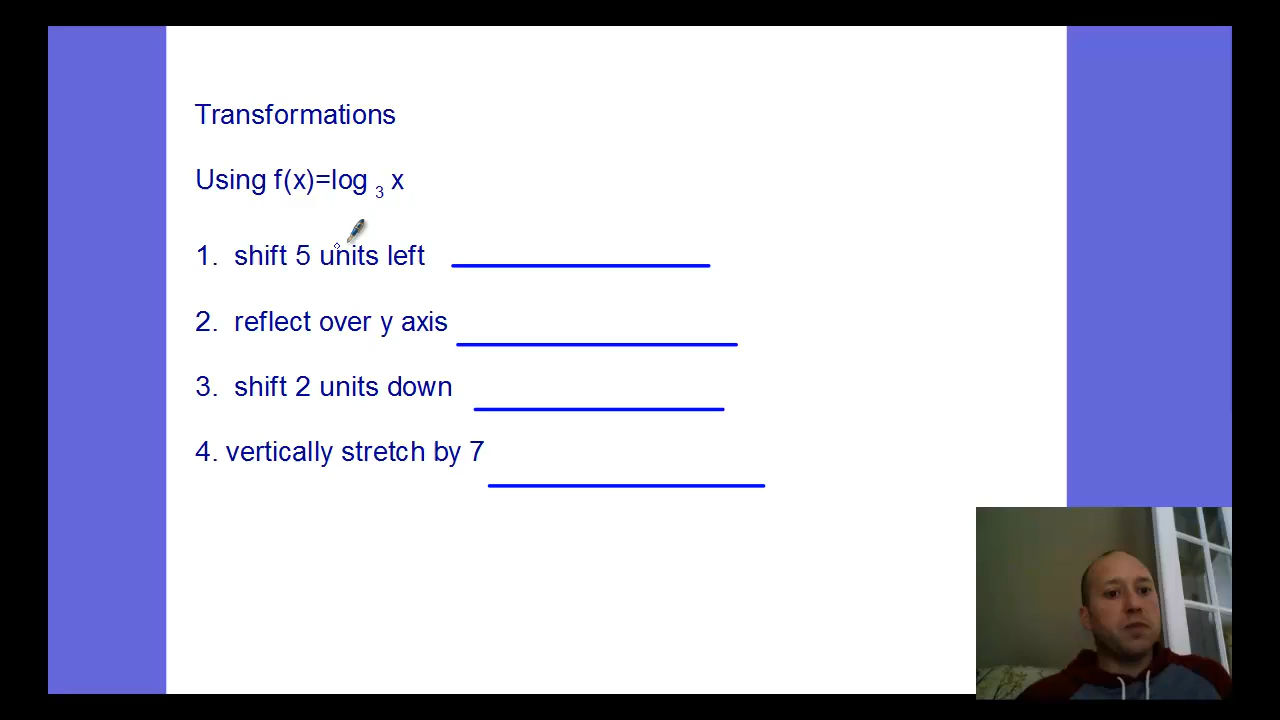 Transformations
Using f(x)=log ₃ x
1. shift 5 units left
2. reflect over y axis
3. shift 2 units down
4. vertically stretch by 7